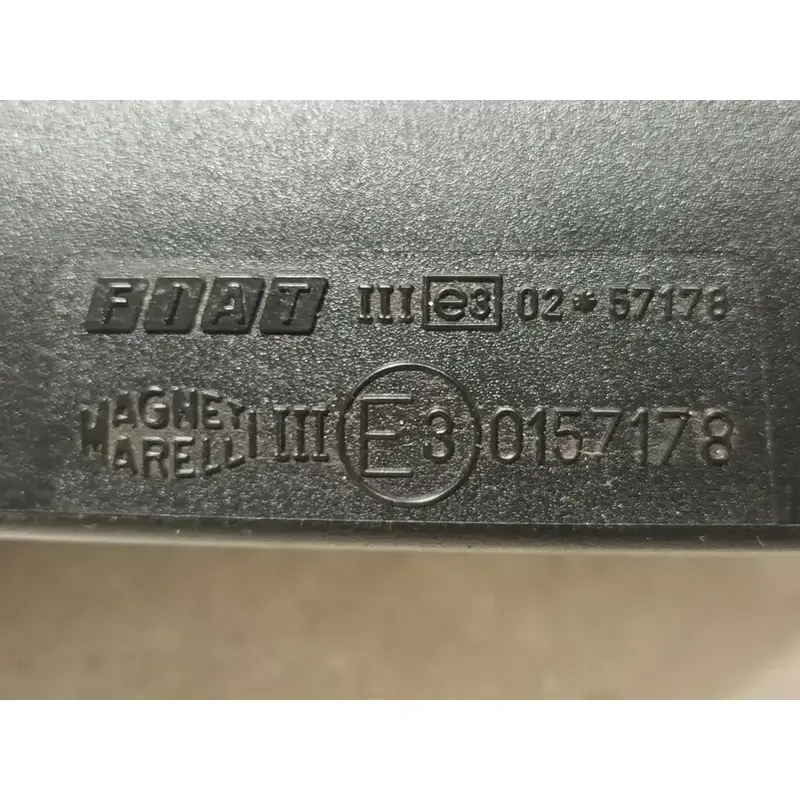 FIAT III e3 02*57178
MAGNETI MARELLI III E3 0157178